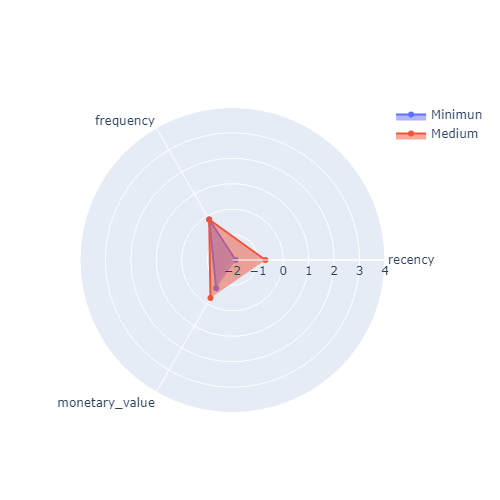 frequency
Minimun
Medium
recency
−2 −1 0 1 2 3 4
monetary_value